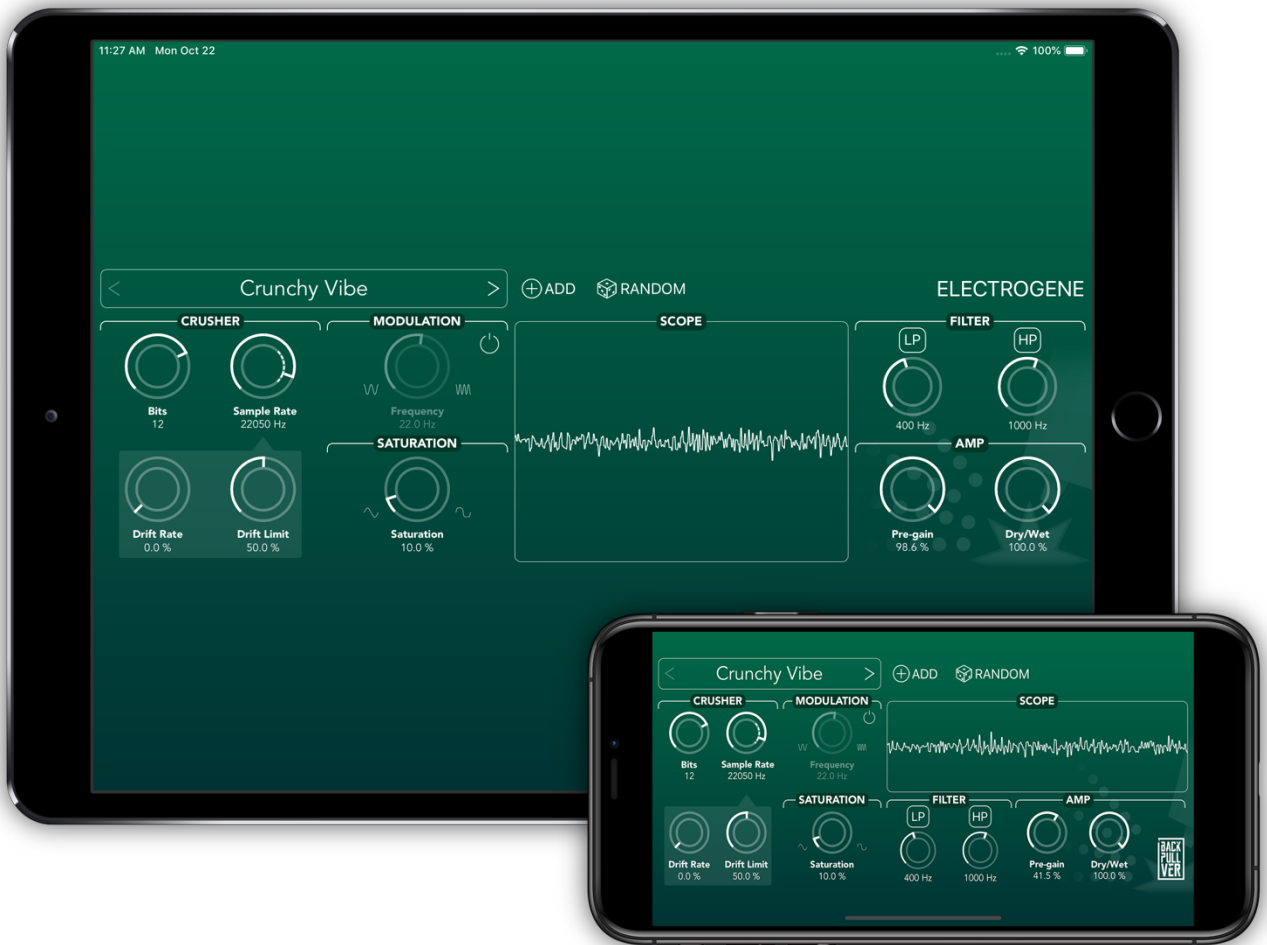 11:27 AM Mon Oct 22
100%
Crunchy Vibe
ADD
RANDOM
ELECTROGENE
CRUSHER
MODULATION
SCOPE
FILTER
LP
HP
Bits
12
Sample Rate
22050 Hz
Frequency
22.0 Hz
400 Hz
1000 Hz
SATURATION
AMP
Drift Rate
0.0 %
Drift Limit
50.0 %
Saturation
10.0 %
Pre-gain
98.6 %
Dry/Wet
100.0 %
Crunchy Vibe
ADD
RANDOM
CRUSHER
MODULATION
SCOPE
Bits
12
Sample Rate
22050 Hz
Frequency
22.0 Hz
SATURATION
FILTER
AMP
LP
HP
Drift Rate
0.0 %
Drift Limit
50.0 %
Saturation
10.0 %
400 Hz
1000 Hz
Pre-gain
41.5 %
Dry/Wet
100.0 %
BACK
PULL
VER